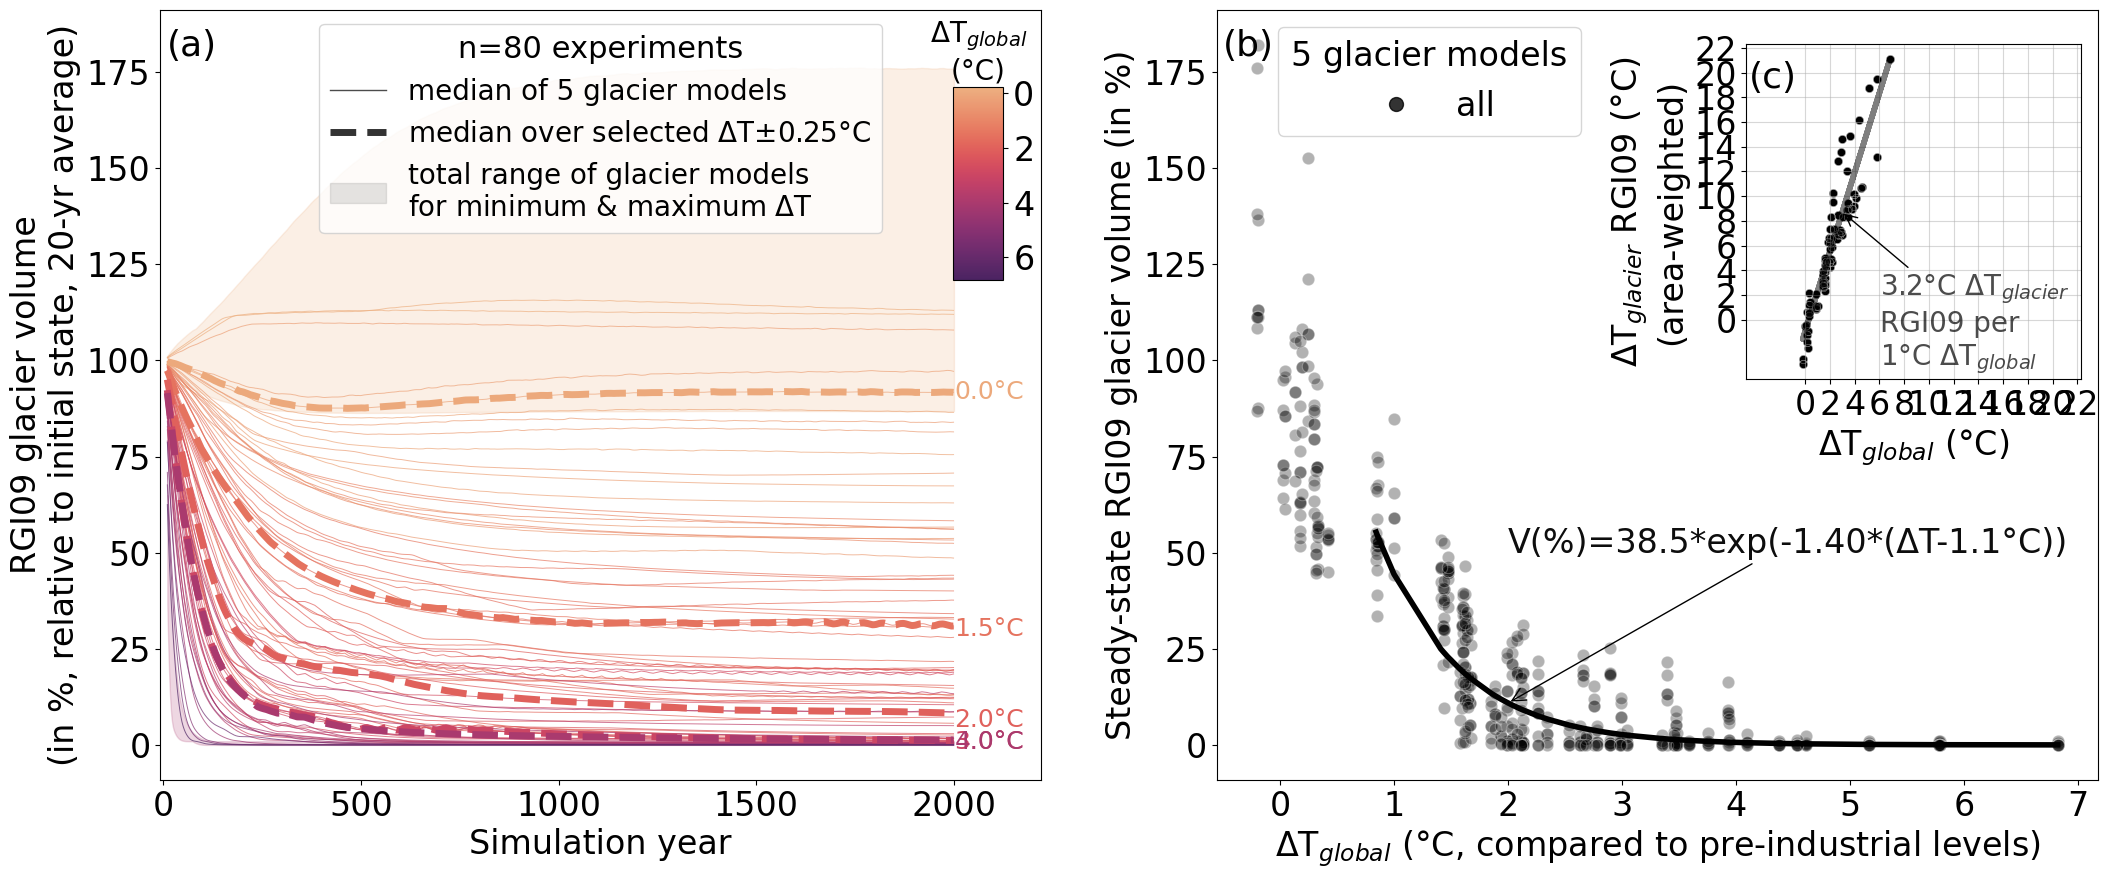 (a)
n=80 experiments
median of 5 glacier models
median over selected ΔT±0.25°C
total range of glacier models
for minimum & maximum ΔT
ΔT_global
(°C)
0
2
4
6
RGI09 glacier volume
(in %, relative to initial state, 20-yr average)
175
150
125
100
75
50
25
0
0.0°C
1.5°C
2.0°C
4.0°C
0
500
1000
1500
2000
Simulation year
(b)
5 glacier models
all
Steady-state RGI09 glacier volume (in %)
175
150
125
100
75
50
25
0
V(%)=38.5*exp(-1.40*(ΔT-1.1°C))
0
1
2
3
4
5
6
7
ΔT_global (°C, compared to pre-industrial levels)
(c)
ΔT_glacier RGI09 (°C)
(area-weighted)
22
20
18
16
14
12
10
8
6
4
2
0
3.2°C ΔT_glacier
RGI09 per
1°C ΔT_global
0 2 4 6 8 10 12 14 16 18 20 22
ΔT_global (°C)